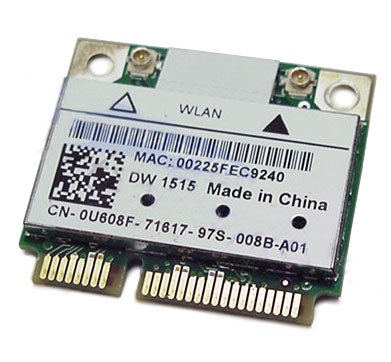 WLAN
MAC: 00225FEC9240
DW 1515 Made in China
CN- 0U608F- 71617- 97S- 008B-A01